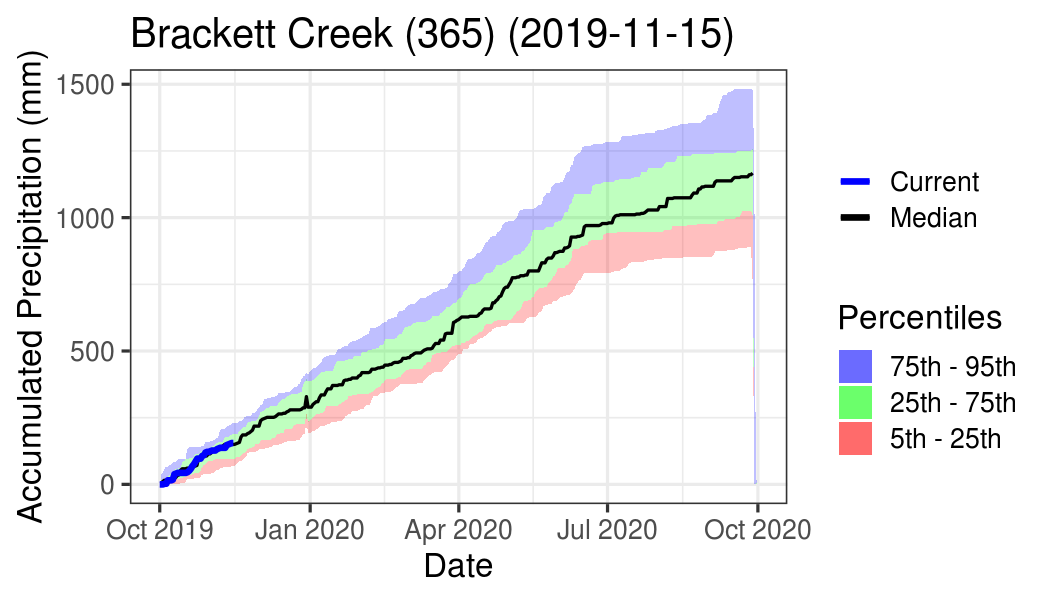 Brackett Creek (365) (2019-11-15)
Accumulated Precipitation (mm)
1500
1000
500
0
Oct 2019
Jan 2020
Apr 2020
Jul 2020
Oct 2020
Date
Current
Median
Percentiles
75th - 95th
25th - 75th
5th - 25th